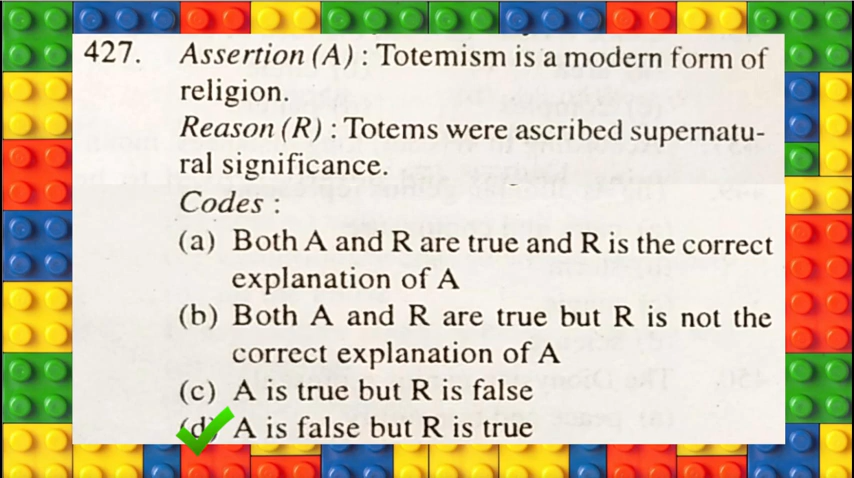 427. Assertion (A) : Totemism is a modern form of
religion.
Reason (R) : Totems were ascribed supernatu-
ral significance.
Codes :
(a) Both A and R are true and R is the correct
explanation of A
(b) Both A and R are true but R is not the
correct explanation of A
(c) A is true but R is false
(d) A is false but R is true